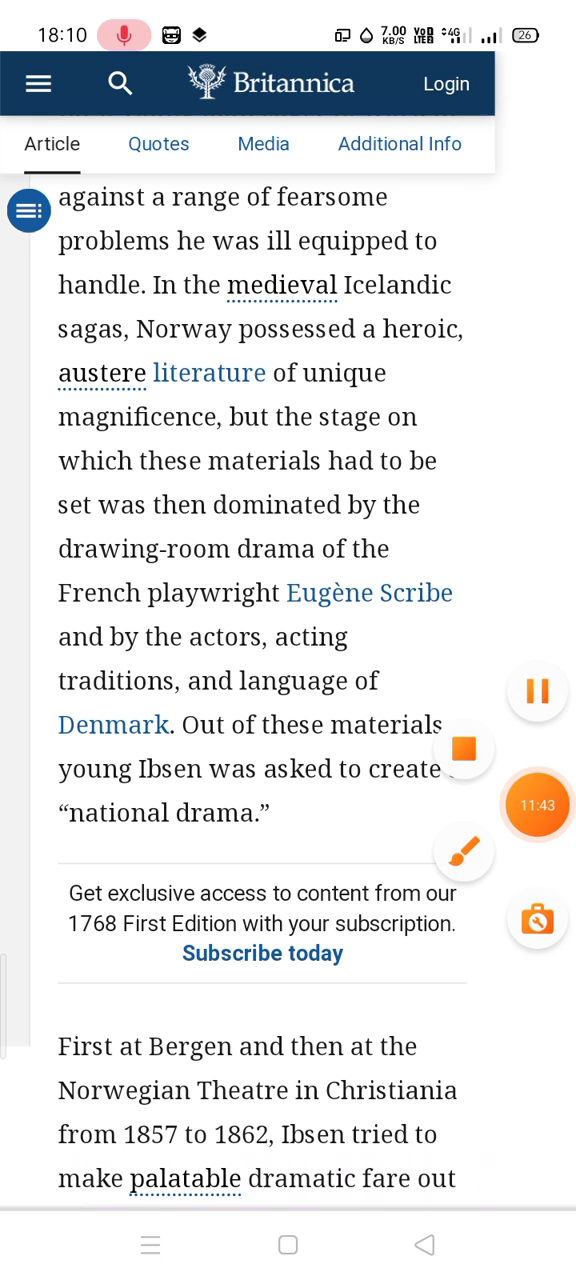 18:10 7.00 KB/S VoD LTE2 4G 26
Britannica Login
Article Quotes Media Additional Info
against a range of fearsome
problems he was ill equipped to
handle. In the medieval Icelandic
sagas, Norway possessed a heroic,
austere literature of unique
magnificence, but the stage on
which these materials had to be
set was then dominated by the
drawing-room drama of the
French playwright Eugène Scribe
and by the actors, acting
traditions, and language of
Denmark. Out of these materials
young Ibsen was asked to create
“national drama.”
11:43
Get exclusive access to content from our
1768 First Edition with your subscription.
Subscribe today
First at Bergen and then at the
Norwegian Theatre in Christiania
from 1857 to 1862, Ibsen tried to
make palatable dramatic fare out